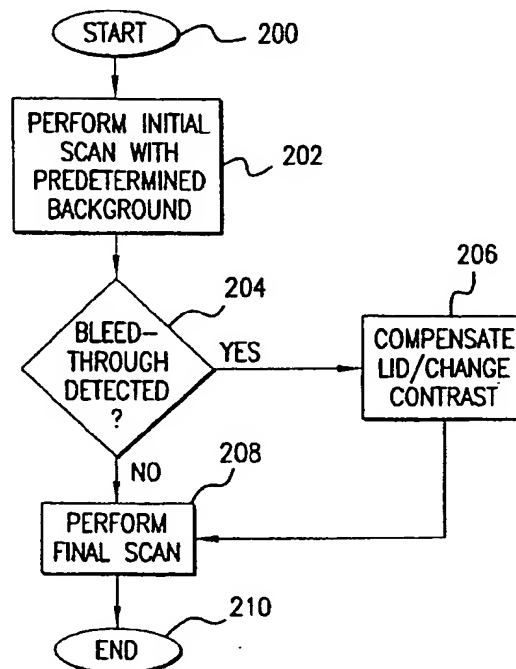 START
200
PERFORM INITIAL
SCAN WITH
PREDETERMINED
BACKGROUND
202
204
BLEED-
THROUGH
DETECTED
?
YES
206
COMPENSATE
LID/CHANGE
CONTRAST
NO
208
PERFORM
FINAL SCAN
210
END